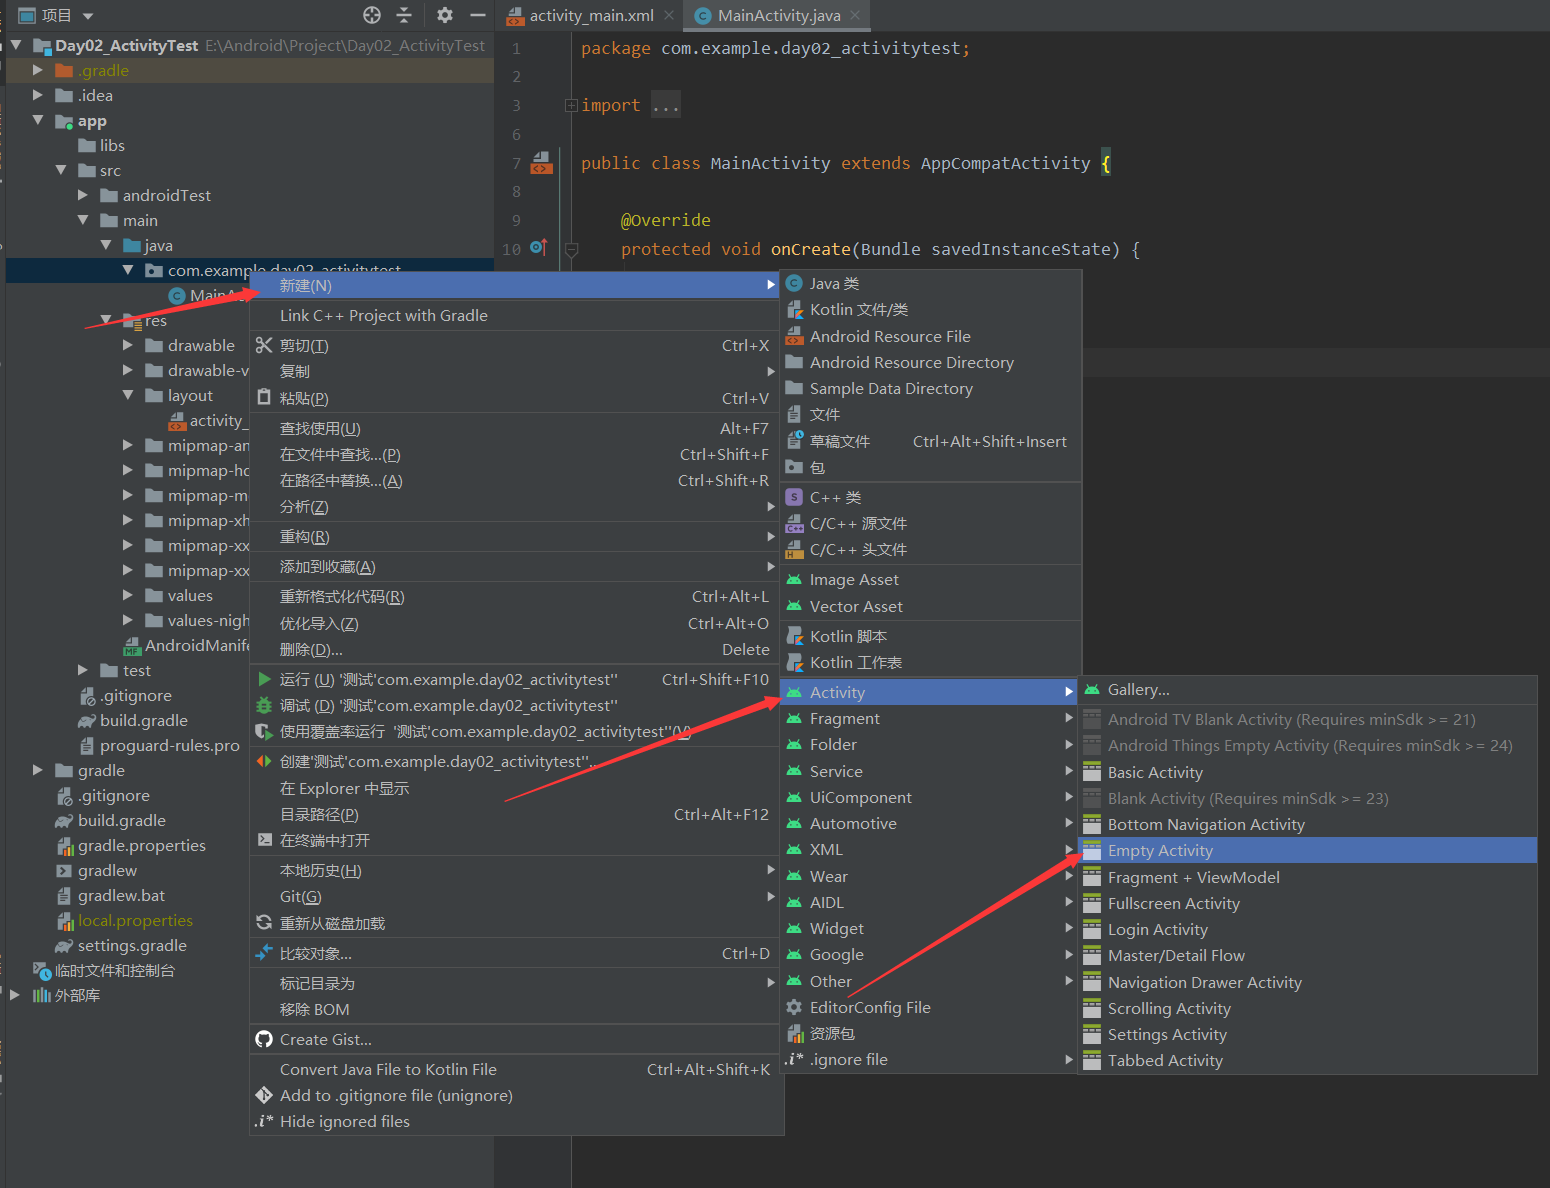 项目
Day02_ActivityTest E:\Android\Project\Day02_ActivityTest
.gradle
.idea
app
libs
src
androidTest
main
java
com.example.day02_activitytest
MainAc
res
drawable
drawable-v
layout
activity_
mipmap-an
mipmap-hd
mipmap-m
mipmap-xh
mipmap-xx
mipmap-xx
values
values-nigh
AndroidManife
test
.gitignore
build.gradle
proguard-rules.pro
gradle
.gitignore
build.gradle
gradle.properties
gradlew
gradlew.bat
local.properties
settings.gradle
临时文件和控制台
外部库
activity_main.xml
MainActivity.java
1 package com.example.day02_activitytest;
2
3 import ...
6
7 public class MainActivity extends AppCompatActivity {
8
9 @Override
10 protected void onCreate(Bundle savedInstanceState) {
新建(N)
Link C++ Project with Gradle
剪切(T) Ctrl+X
复制
粘贴(P) Ctrl+V
查找使用(U) Alt+F7
在文件中查找...(P) Ctrl+Shift+F
在路径中替换...(A) Ctrl+Shift+R
分析(Z)
重构(R)
添加到收藏(A)
重新格式化代码(R) Ctrl+Alt+L
优化导入(Z) Ctrl+Alt+O
删除(D)... Delete
运行 (U) '测试'com.example.day02_activitytest'' Ctrl+Shift+F10
调试 (D) '测试'com.example.day02_activitytest''
使用覆盖率运行 '测试'com.example.day02_activitytest''(V)
创建'测试'com.example.day02_activitytest''...
在 Explorer 中显示
目录路径(P) Ctrl+Alt+F12
在终端中打开
本地历史(H)
Git(G)
重新从磁盘加载
比较对象... Ctrl+D
标记目录为
移除 BOM
Create Gist...
Convert Java File to Kotlin File Ctrl+Alt+Shift+K
Add to .gitignore file (unignore)
.i* Hide ignored files
Java 类
Kotlin 文件/类
Android Resource File
Android Resource Directory
Sample Data Directory
文件
草稿文件 Ctrl+Alt+Shift+Insert
包
C++ 类
C/C++ 源文件
C/C++ 头文件
Image Asset
Vector Asset
Kotlin 脚本
Kotlin 工作表
Activity
Fragment
Folder
Service
UiComponent
Automotive
XML
Wear
AIDL
Widget
Google
Other
EditorConfig File
资源包
.i* .ignore file
Gallery...
Android TV Blank Activity (Requires minSdk >= 21)
Android Things Empty Activity (Requires minSdk >= 24)
Basic Activity
Blank Activity (Requires minSdk >= 23)
Bottom Navigation Activity
Empty Activity
Fragment + ViewModel
Fullscreen Activity
Login Activity
Master/Detail Flow
Navigation Drawer Activity
Scrolling Activity
Settings Activity
Tabbed Activity